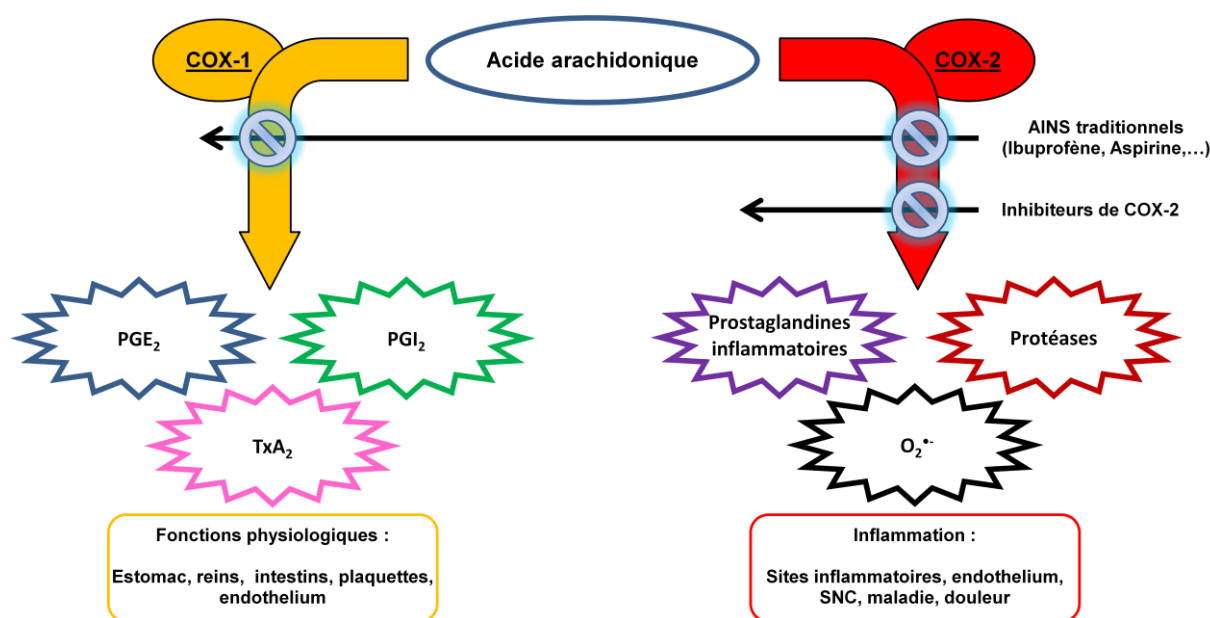 COX-1
Acide arachidonique
COX-2
AINS traditionnels
(Ibuprofène, Aspirine,…)
Inhibiteurs de COX-2
PGE₂
PGI₂
TxA₂
Prostaglandines
inflammatoires
Protéases
O₂•-
Fonctions physiologiques :
Estomac, reins, intestins, plaquettes,
endothelium
Inflammation :
Sites inflammatoires, endothelium,
SNC, maladie, douleur